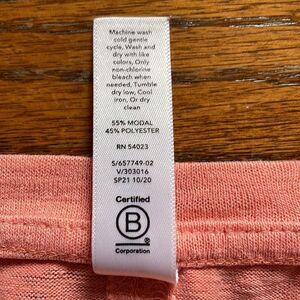 Machine wash
cold gentle
cycle, Wash and
dry with like
colors, Only
non-chlorine
bleach when
needed, Tumble
dry low, Cool
iron, Or dry
clean
55% MODAL
45% POLYESTER
RN 54023
S/657749-02
V/303016
SP21 10/20
Certified
B
®
Corporation